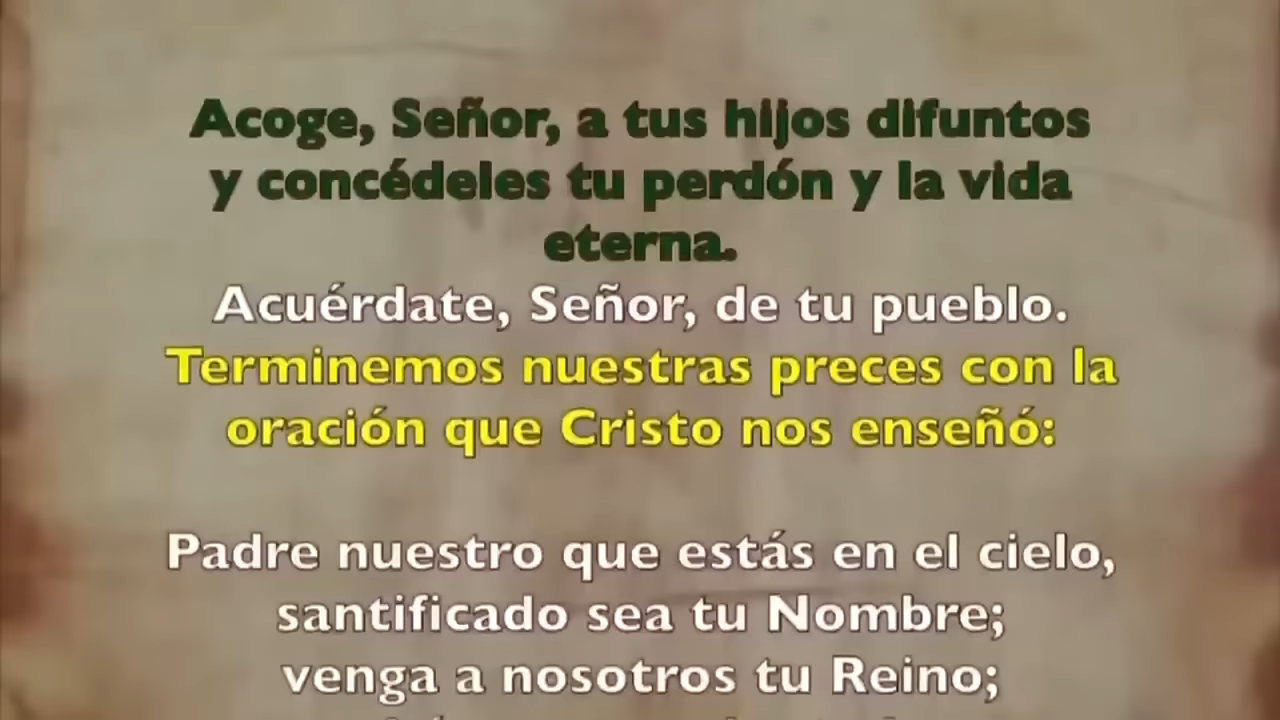 Acoge, Señor, a tus hijos difuntos
y concédeles tu perdón y la vida
eterna.
Acuérdate, Señor, de tu pueblo.
Terminemos nuestras preces con la
oración que Cristo nos enseñó:
Padre nuestro que estás en el cielo,
santificado sea tu Nombre;
venga a nosotros tu Reino;